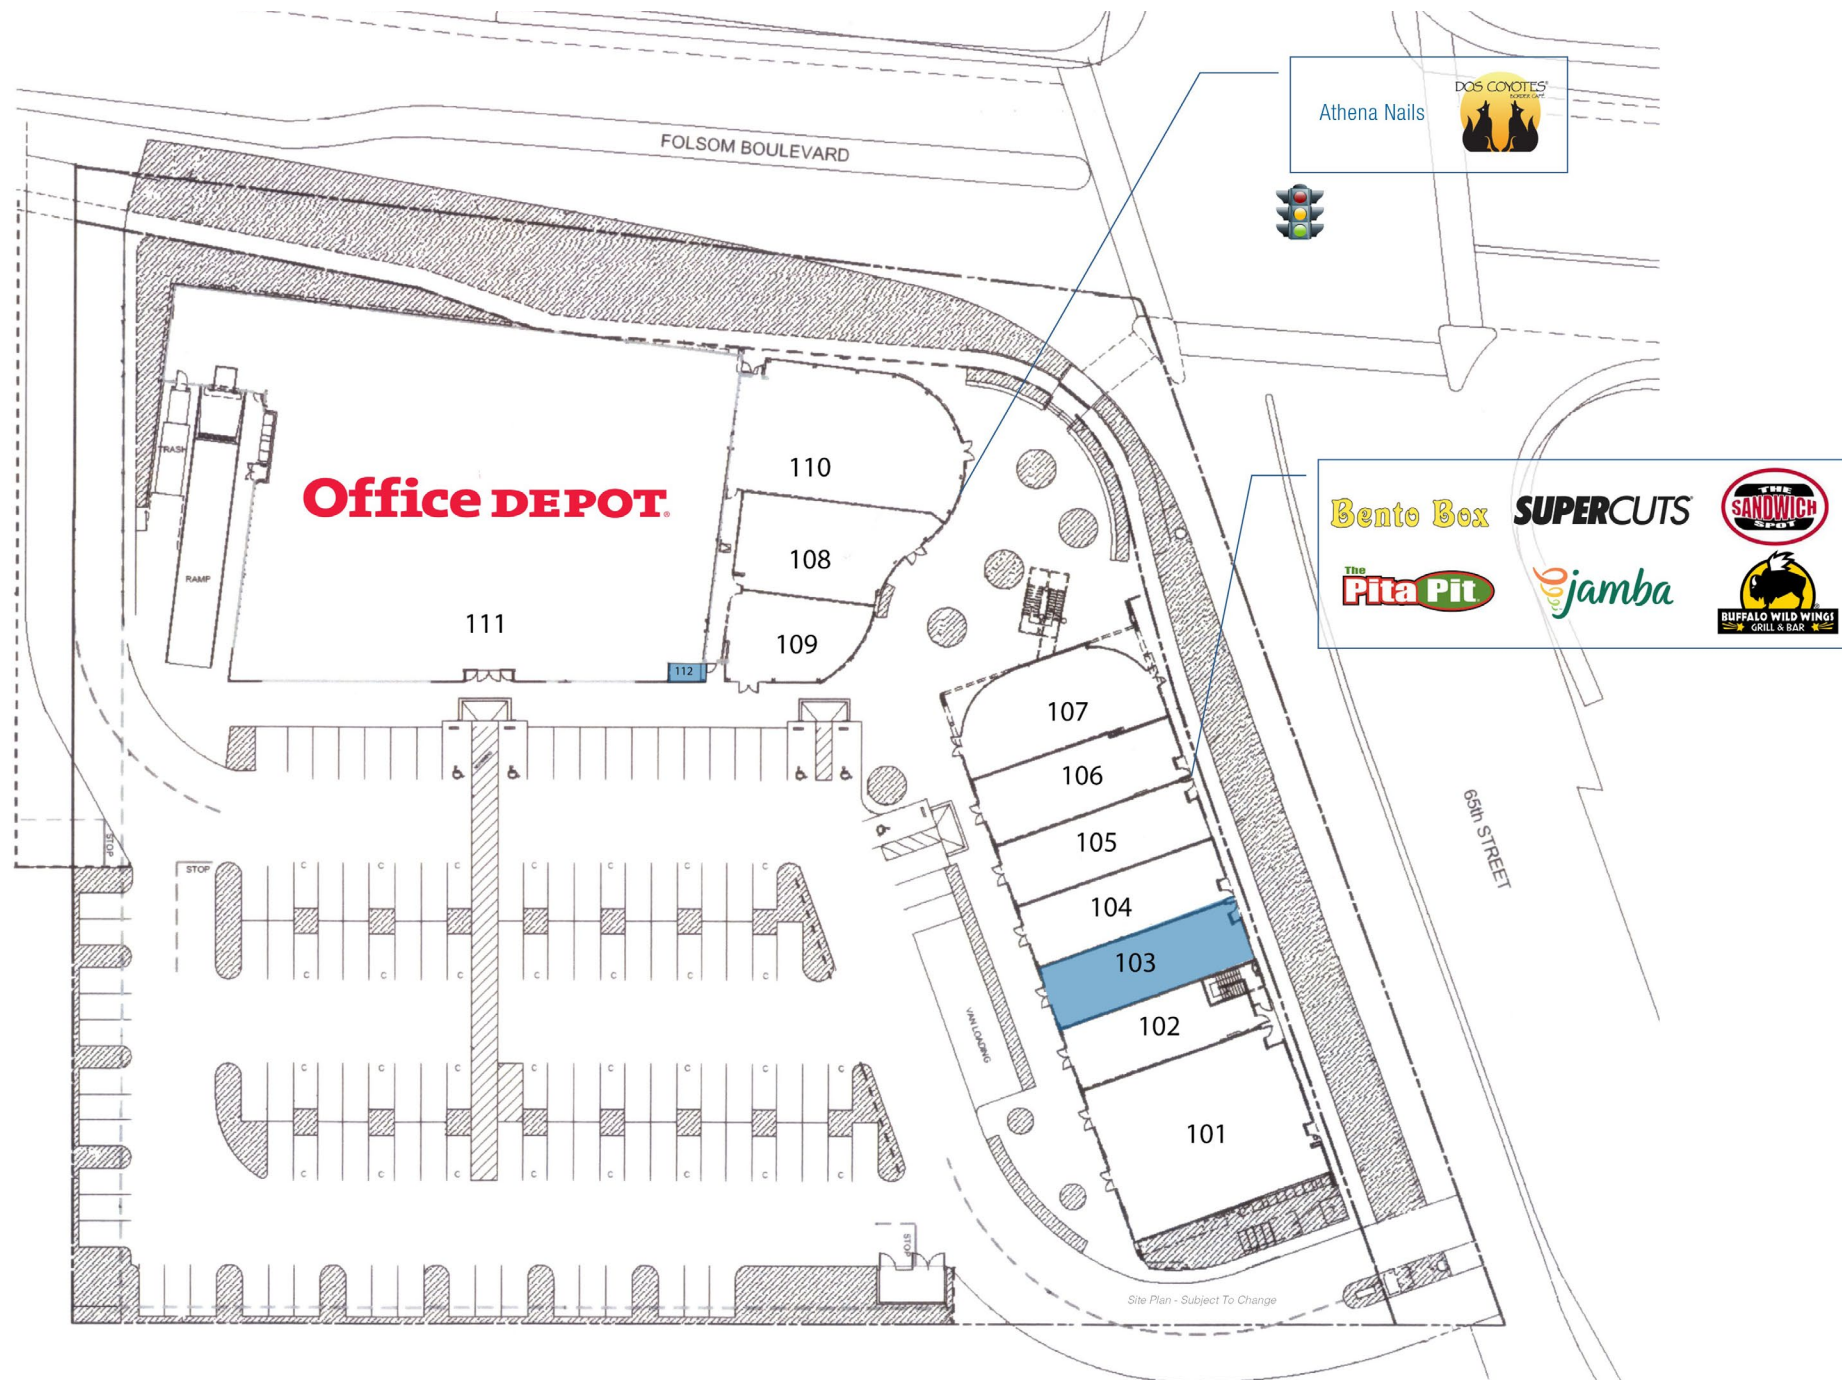 FOLSOM BOULEVARD
Athena Nails
DOS COYOTES
BORDER CAFÉ
Bento Box
SUPERCUTS
THE
SANDWICH
SPOT
The
Pita Pit
jamba
BUFFALO WILD WINGS
GRILL & BAR
Office DEPOT
TRASH
RAMP
110
108
109
111
112
107
106
105
104
103
102
101
65th STREET
STOP
STOP
VAN LOADING
STOP
C C C C C C C
C C C C C C C
C C C C C C C C
C C C C C C C
Site Plan - Subject To Change